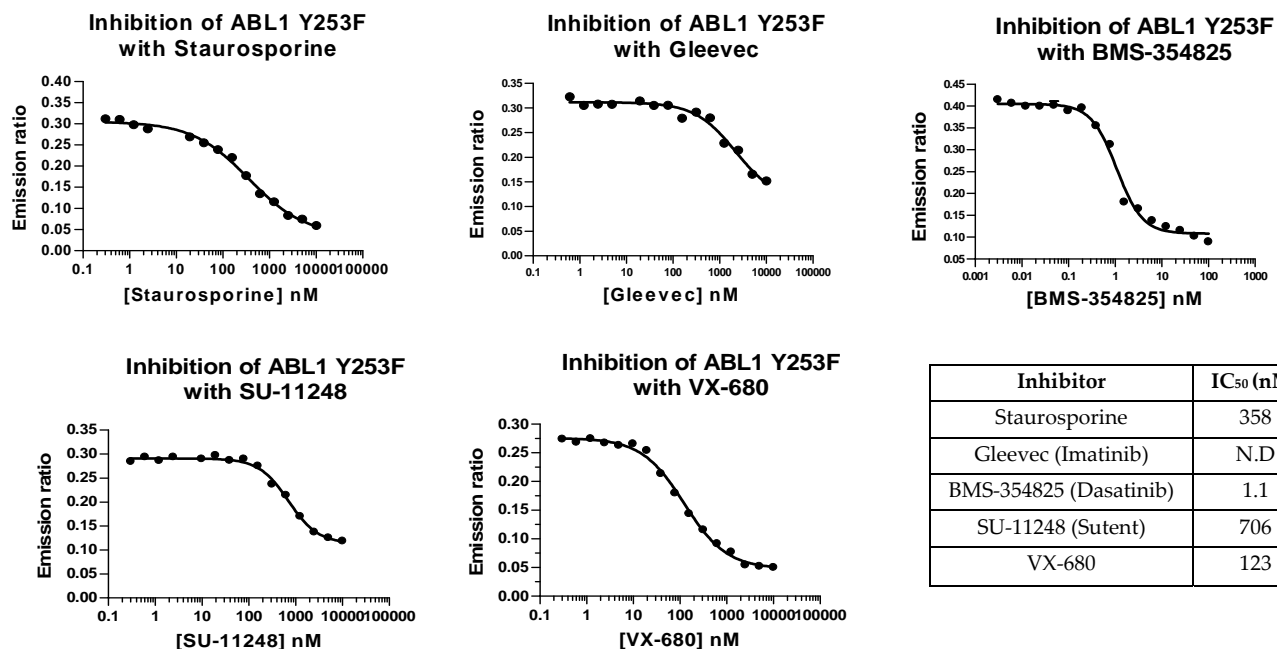 Inhibition of ABL1 Y253F
with Staurosporine
0.40
0.35
0.30
0.25
0.20
0.15
0.10
0.05
0.00
Emission ratio
0.1 1 10 100 1000 10000 100000
[Staurosporine] nM
Inhibition of ABL1 Y253F
with Gleevec
0.35
0.30
0.25
0.20
0.15
0.10
0.05
0.00
Emission ratio
0.1 1 10 100 1000 10000 100000
[Gleevec] nM
Inhibition of ABL1 Y253F
with BMS-354825
0.45
0.40
0.35
0.30
0.25
0.20
0.15
0.10
0.05
Emission ratio
0.001 0.01 0.1 1 10 100 1000
[BMS-354825] nM
Inhibition of ABL1 Y253F
with SU-11248
0.35
0.30
0.25
0.20
0.15
0.10
0.05
0.00
Emission ratio
0.1 1 10 100 1000 10000 100000
[SU-11248] nM
Inhibition of ABL1 Y253F
with VX-680
0.30
0.25
0.20
0.15
0.10
0.05
0.00
Emission ratio
0.1 1 10 100 1000 10000 100000
[VX-680] nM
Inhibitor IC₅₀ (nM
Staurosporine 358
Gleevec (Imatinib) N.D
BMS-354825 (Dasatinib) 1.1
SU-11248 (Sutent) 706
VX-680 123